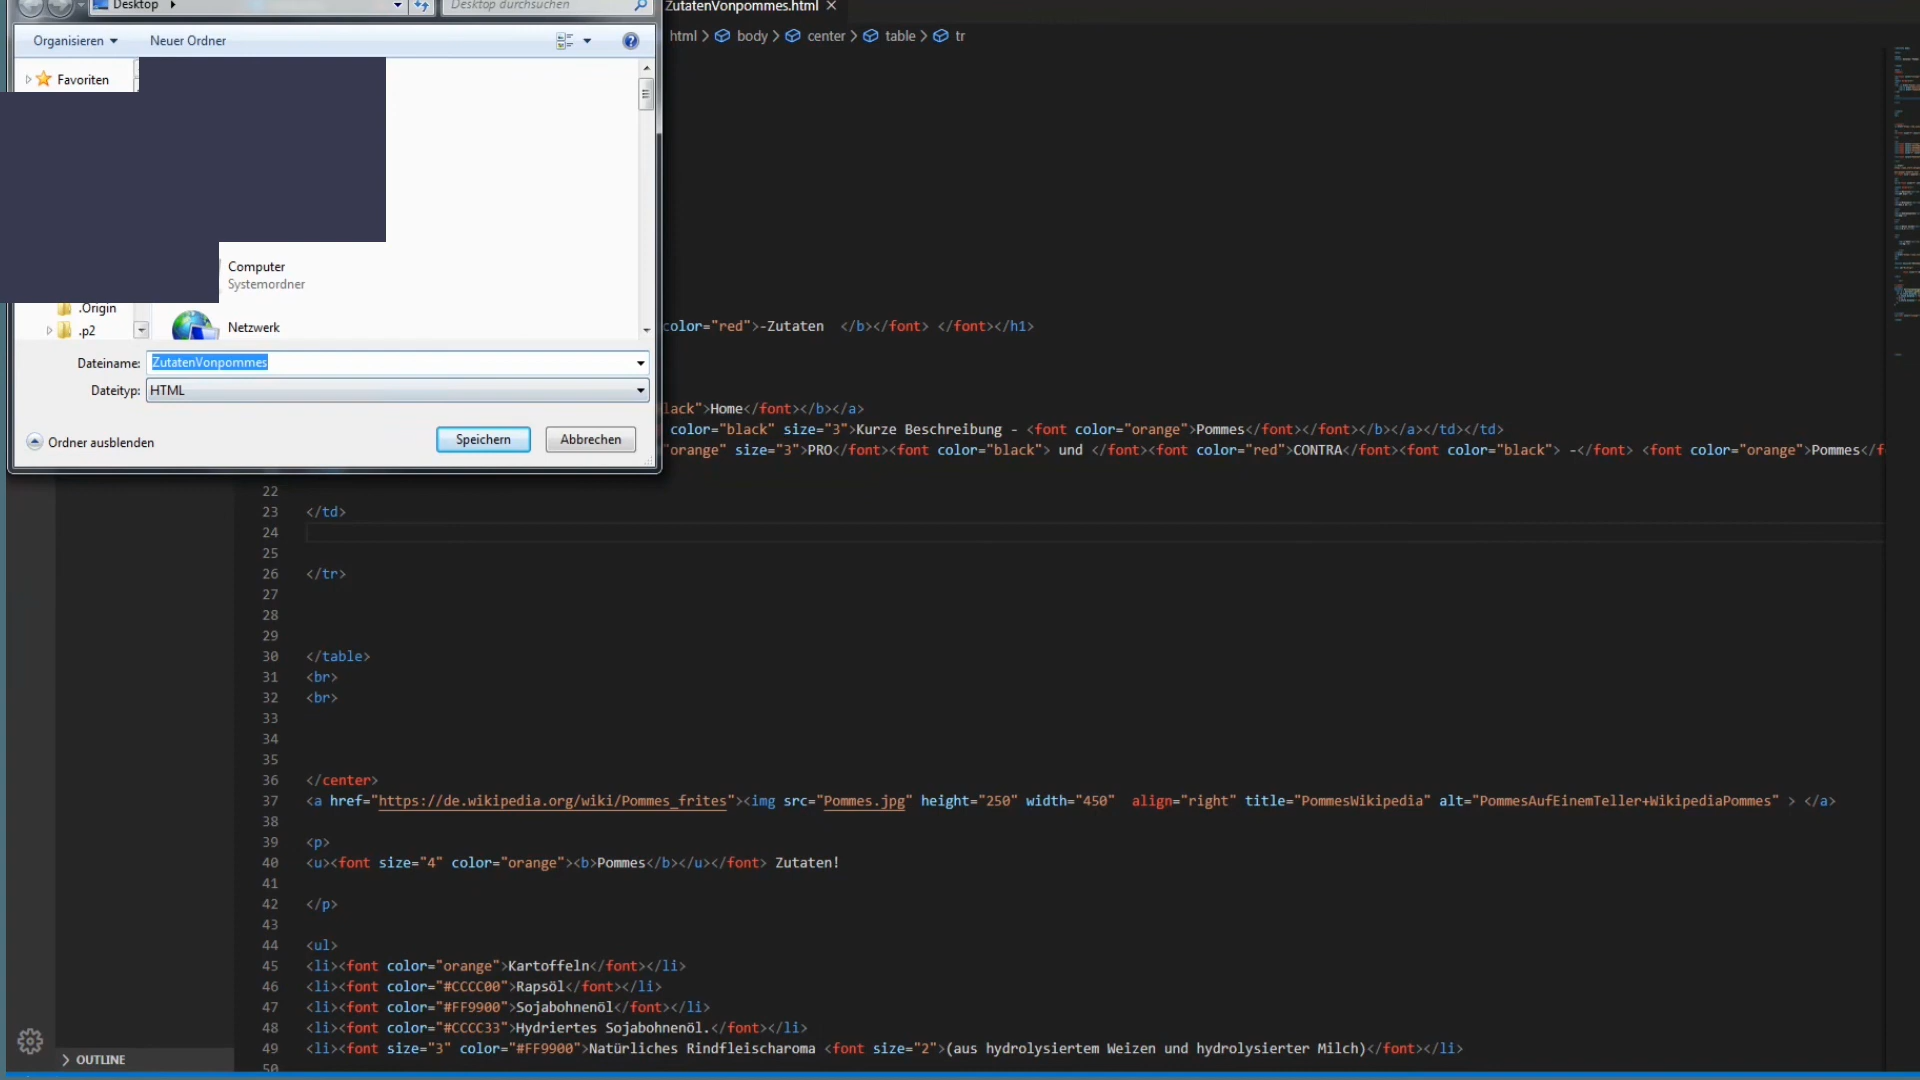 Desktop
Desktop durchsuchen
ZutatenVonpommes.html
Organisieren
Neuer Ordner
html > body > center > table > tr
Favoriten
Computer
Systemordner
.Origin
.p2
Netzwerk
color="red">-Zutaten  </b></font> </font></h1>
Dateiname: ZutatenVonpommes
Dateityp: HTML
lack">Home</font></b></a>
color="black" size="3">Kurze Beschreibung - <font color="orange">Pommes</font></font></b></a></td></td>
Ordner ausblenden
Speichern
Abbrechen
"orange" size="3">PRO</font><font color="black"> und </font><font color="red">CONTRA</font><font color="black"> -</font> <font color="orange">Pommes</f
22
23 </td>
24
25
26 </tr>
27
28
29
30 </table>
31 <br>
32 <br>
33
34
35
36 </center>
37 <a href="https://de.wikipedia.org/wiki/Pommes_frites"><img src="Pommes.jpg" height="250" width="450"  align="right" title="PommesWikipedia" alt="PommesAufEinemTeller+WikipediaPommes" > </a>
38
39 <p>
40 <u><font size="4" color="orange"><b>Pommes</b></u></font> Zutaten!
41
42 </p>
43
44 <ul>
45 <li><font color="orange">Kartoffeln</font></li>
46 <li><font color="#CCCC00">Rapsöl</font></li>
47 <li><font color="#FF9900">Sojabohnenöl</font></li>
48 <li><font color="#CCCC33">Hydriertes Sojabohnenöl.</font></li>
49 <li><font size="3" color="#FF9900">Natürliches Rindfleischaroma <font size="2">(aus hydrolysiertem Weizen und hydrolysierter Milch)</font></li>
50
OUTLINE